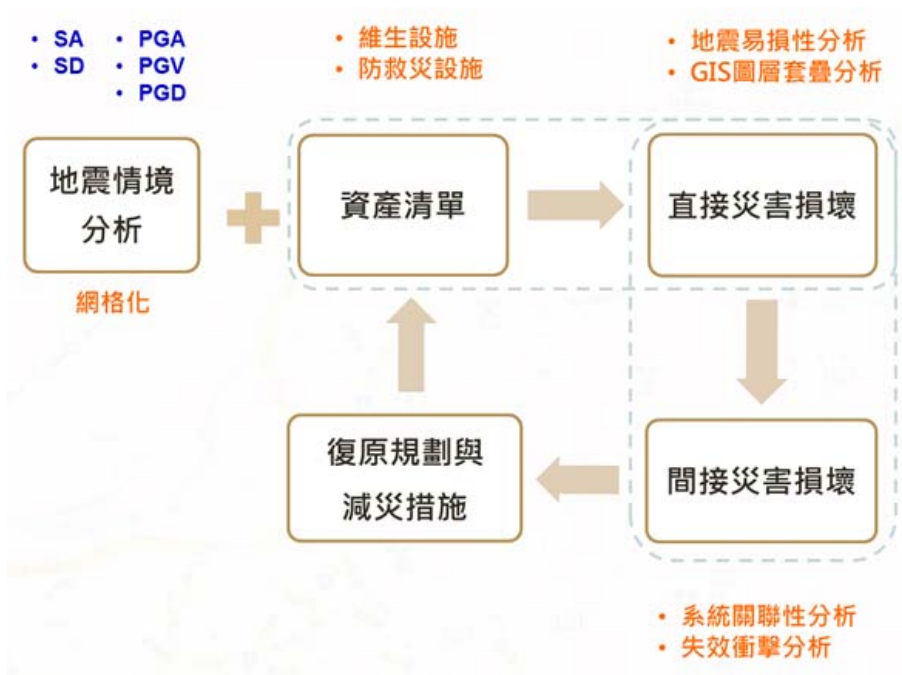 • SA • PGA
• SD • PGV
• PGD
• 維生設施
• 防救災設施
• 地震易損性分析
• GIS圖層套疊分析
地震情境
分析
資產清單
直接災害損壞
網格化
復原規劃與
減災措施
間接災害損壞
• 系統關聯性分析
• 失效衝擊分析